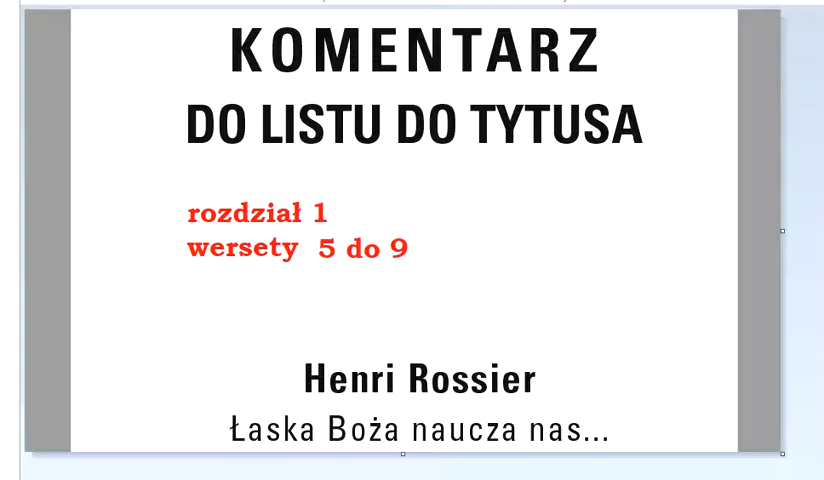 KOMENTARZ
DO LISTU DO TYTUSA
rozdział 1
wersety 5 do 9
Henri Rossier
Łaska Boża naucza nas...